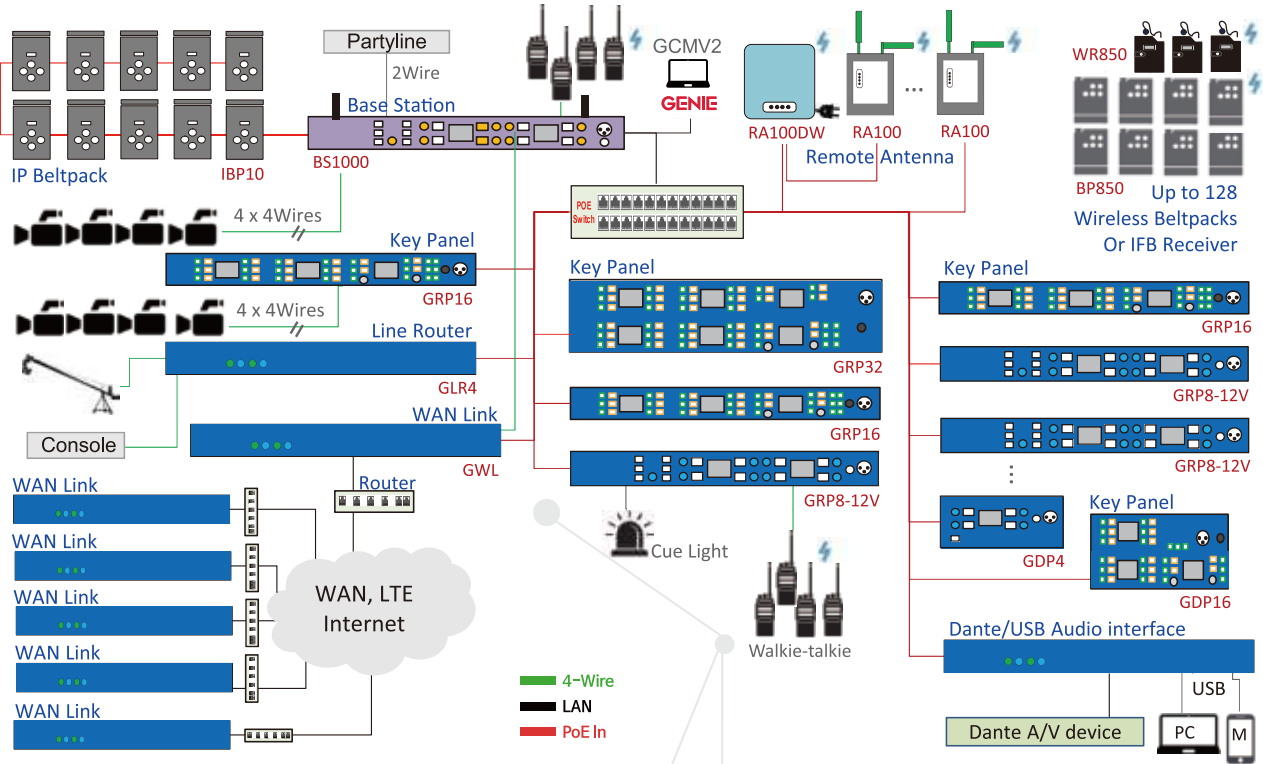 Partyline
2Wire
GCMV2
GENIE
WR850
Base Station
BS1000
IP Beltpack
IBP10
RA100DW
RA100
...
RA100
Remote Antenna
BP850
Up to 128
Wireless Beltpacks
Or IFB Receiver
POE
Switch
4 x 4Wires
Key Panel
GRP16
4 x 4Wires
Line Router
GLR4
Console
WAN Link
GWL
Router
Key Panel
GRP32
GRP16
GRP8-12V
Cue Light
Walkie-talkie
Key Panel
GRP16
GRP8-12V
GRP8-12V
GDP4
Key Panel
GDP16
Dante/USB Audio interface
USB
Dante A/V device
PC
M
WAN Link
WAN Link
WAN Link
WAN Link
WAN Link
WAN, LTE
Internet
4-Wire
LAN
PoE In